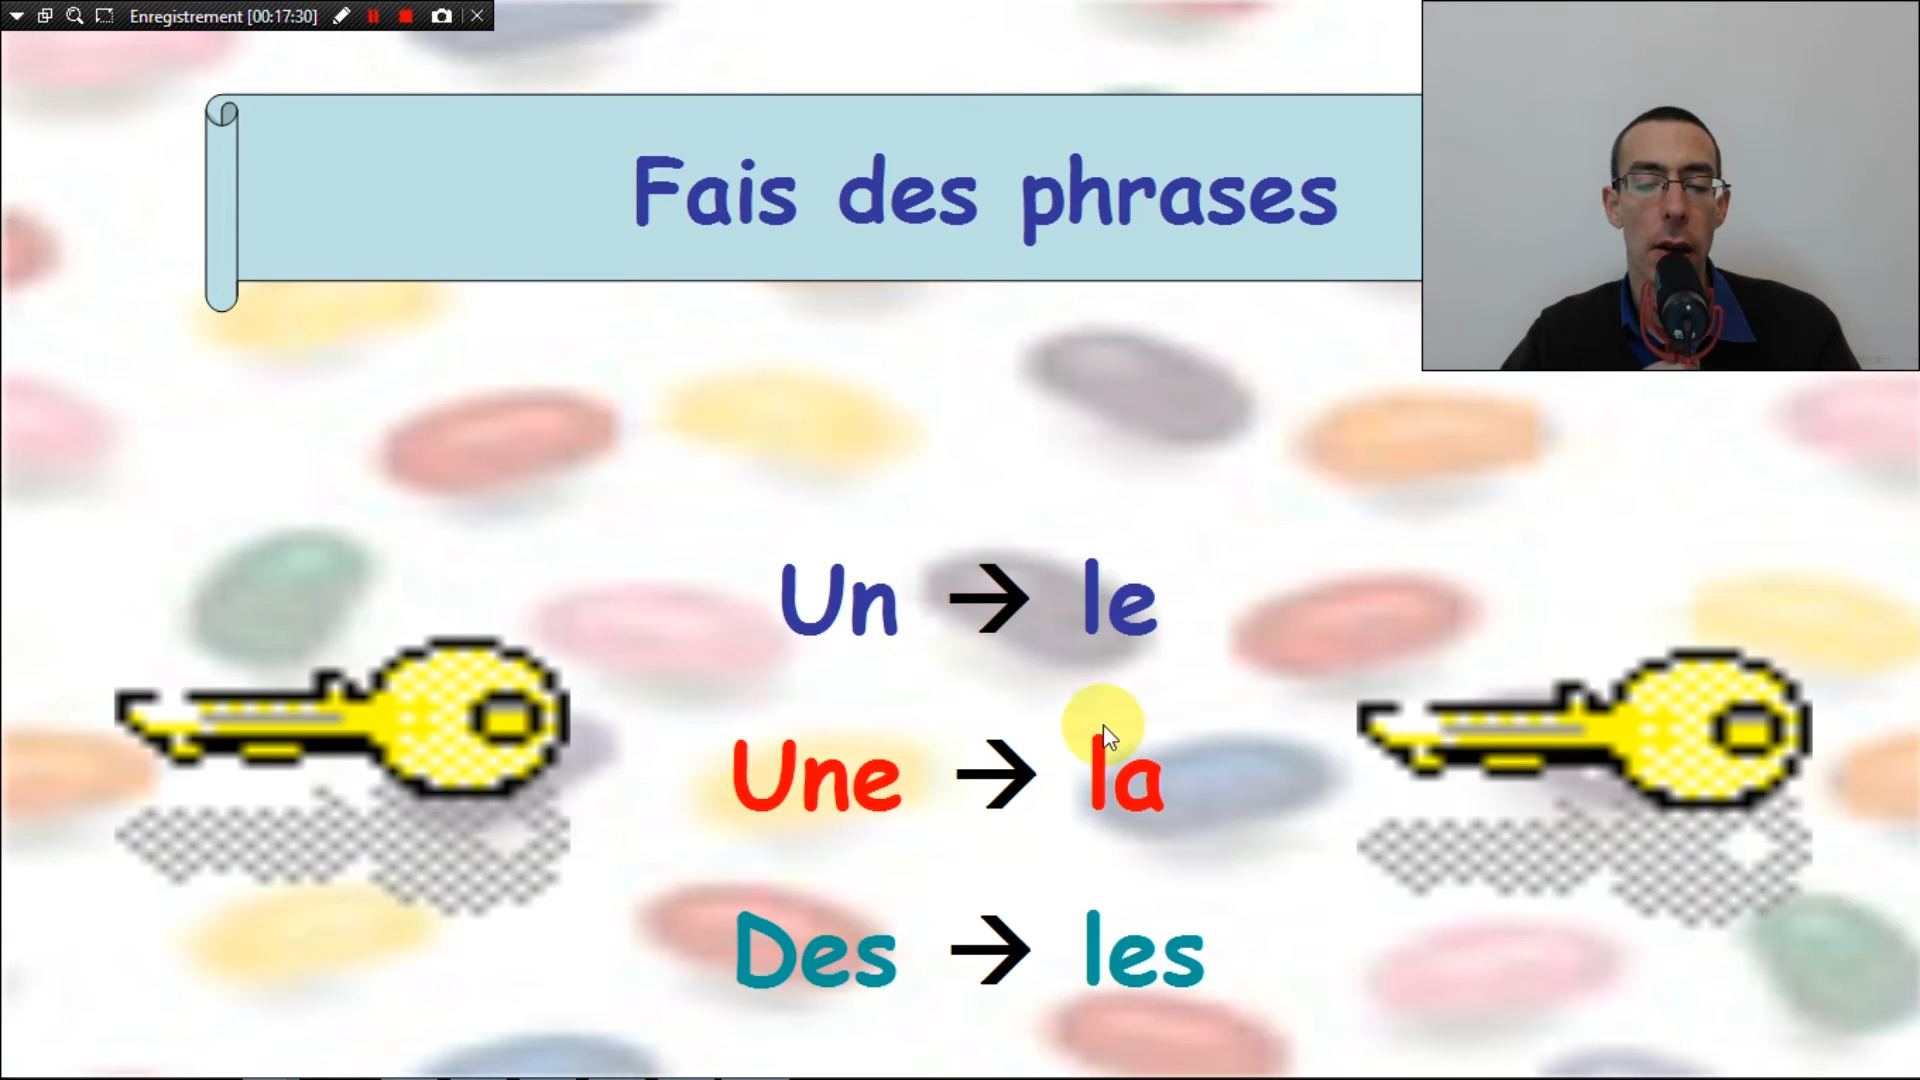 Enregistrement [00:17:30]
Fais des phrases
Un → le
Une → la
Des → les